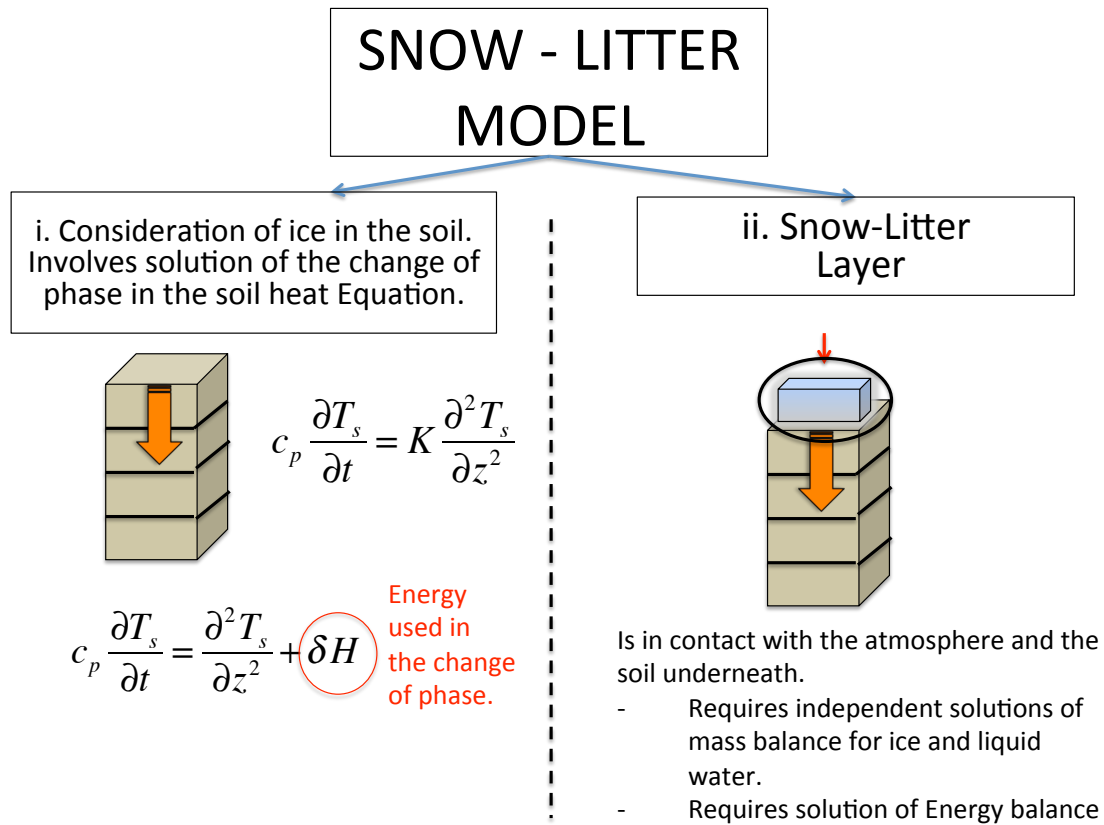 SNOW - LITTER
MODEL
i. Consideration of ice in the soil.
Involves solution of the change of
phase in the soil heat Equation.
c_p ∂T_s/∂t = K ∂²T_s/∂z²
c_p ∂T_s/∂t = ∂²T_s/∂z² + δH
Energy
used in
the change
of phase.
ii. Snow-Litter
Layer
Is in contact with the atmosphere and the
soil underneath.
- Requires independent solutions of
mass balance for ice and liquid
water.
- Requires solution of Energy balance